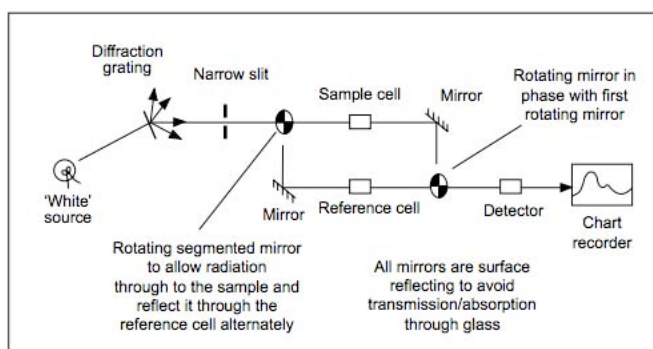 Diffraction
grating
Narrow slit
Sample cell
Mirror
Rotating mirror in
phase with first
rotating mirror
'White'
source
Mirror
Reference cell
Detector
Chart
recorder
Rotating segmented mirror
to allow radiation
through to the sample and
reflect it through the
reference cell alternately
All mirrors are surface
reflecting to avoid
transmission/absorption
through glass